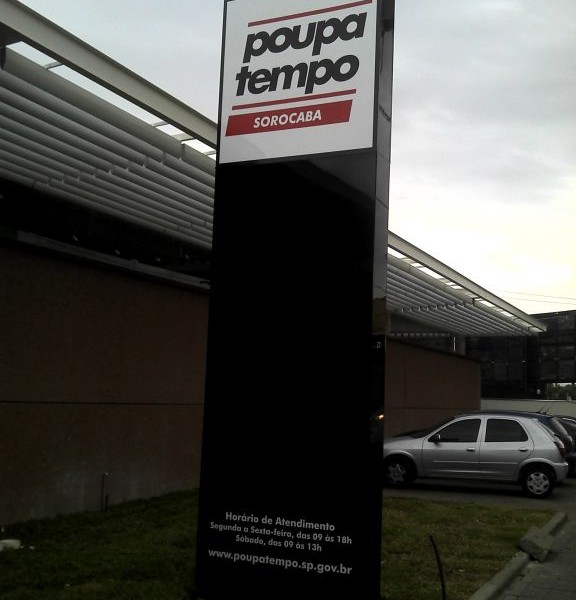 poupa
tempo
SOROCABA
Horário de Atendimento
Segunda a Sexta-feira, das 09 às 18h
Sábado, das 09 às 13h
www.poupatempo.sp.gov.br